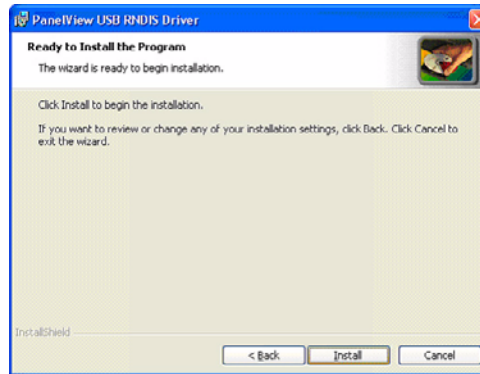 PanelView USB RNDIS Driver
Ready to Install the Program
The wizard is ready to begin installation.
Click Install to begin the installation.
If you want to review or change any of your installation settings, click Back. Click Cancel to
exit the wizard.
InstallShield
< Back Install Cancel